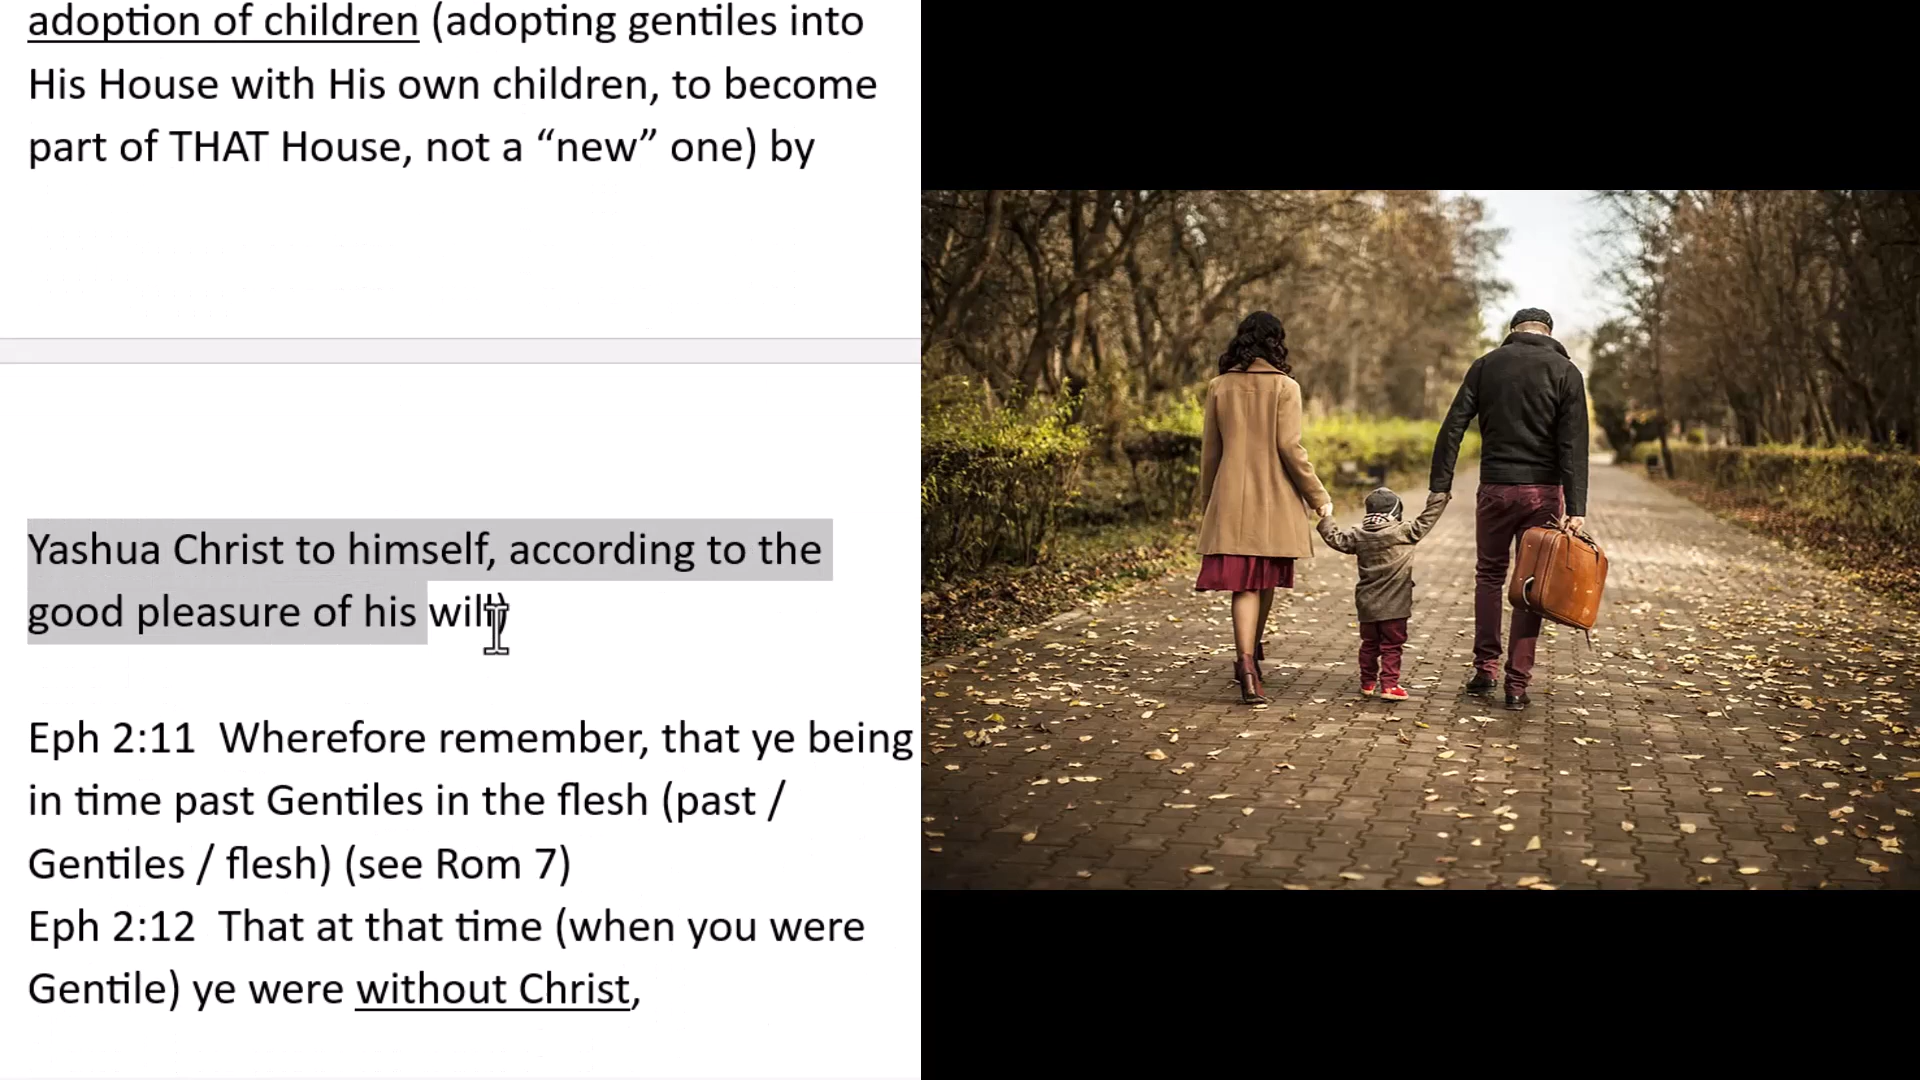 adoption of children (adopting gentiles into
His House with His own children, to become
part of THAT House, not a “new” one) by
Yashua Christ to himself, according to the
good pleasure of his will)
Eph 2:11  Wherefore remember, that ye being
in time past Gentiles in the flesh (past /
Gentiles / flesh) (see Rom 7)
Eph 2:12  That at that time (when you were
Gentile) ye were without Christ,